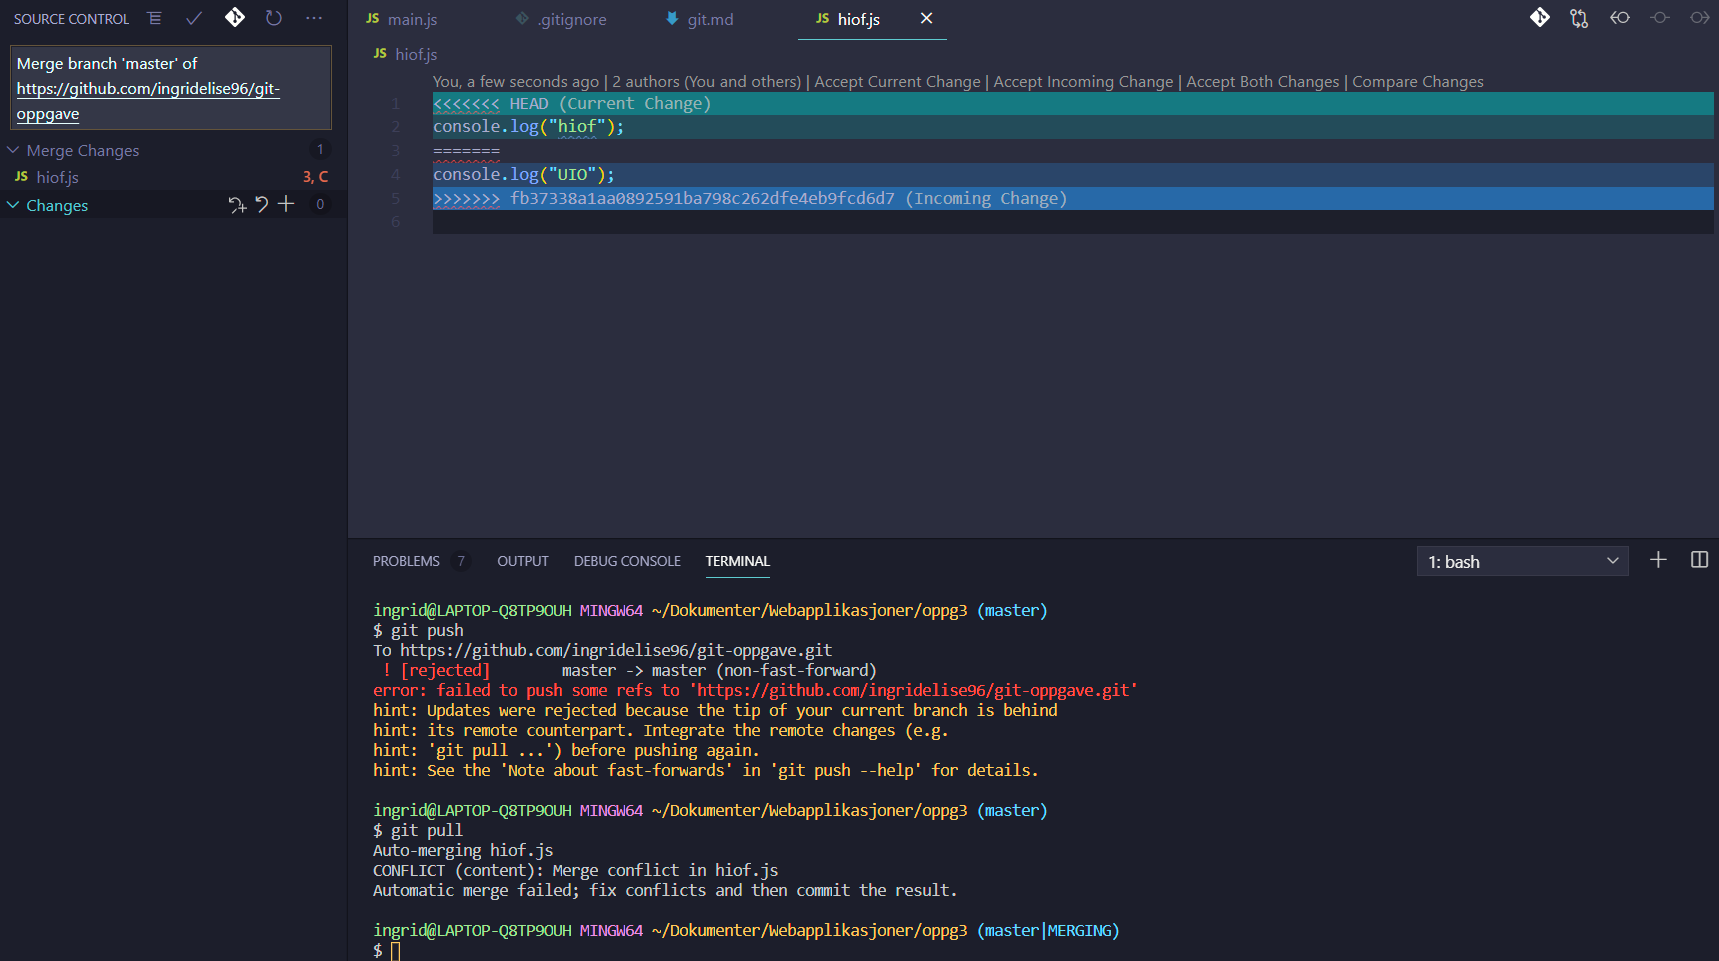 SOURCE CONTROL
Merge branch 'master' of
https://github.com/ingridelise96/git-
oppgave
Merge Changes 1
JS hiof.js 3, C
Changes 0
JS main.js
.gitignore
git.md
JS hiof.js
JS hiof.js
You, a few seconds ago | 2 authors (You and others) | Accept Current Change | Accept Incoming Change | Accept Both Changes | Compare Changes
1 <<<<<<< HEAD (Current Change)
2 console.log("hiof");
3 =======
4 console.log("UIO");
5 >>>>>>> fb37338a1aa0892591ba798c262dfe4eb9fcd6d7 (Incoming Change)
6
PROBLEMS 7 OUTPUT DEBUG CONSOLE TERMINAL 1: bash
ingrid@LAPTOP-Q8TP9OUH MINGW64 ~/Dokumenter/Webapplikasjoner/oppg3 (master)
$ git push
To https://github.com/ingridelise96/git-oppgave.git
! [rejected] master -> master (non-fast-forward)
error: failed to push some refs to 'https://github.com/ingridelise96/git-oppgave.git'
hint: Updates were rejected because the tip of your current branch is behind
hint: its remote counterpart. Integrate the remote changes (e.g.
hint: 'git pull ...') before pushing again.
hint: See the 'Note about fast-forwards' in 'git push --help' for details.
ingrid@LAPTOP-Q8TP9OUH MINGW64 ~/Dokumenter/Webapplikasjoner/oppg3 (master)
$ git pull
Auto-merging hiof.js
CONFLICT (content): Merge conflict in hiof.js
Automatic merge failed; fix conflicts and then commit the result.
ingrid@LAPTOP-Q8TP9OUH MINGW64 ~/Dokumenter/Webapplikasjoner/oppg3 (master|MERGING)
$